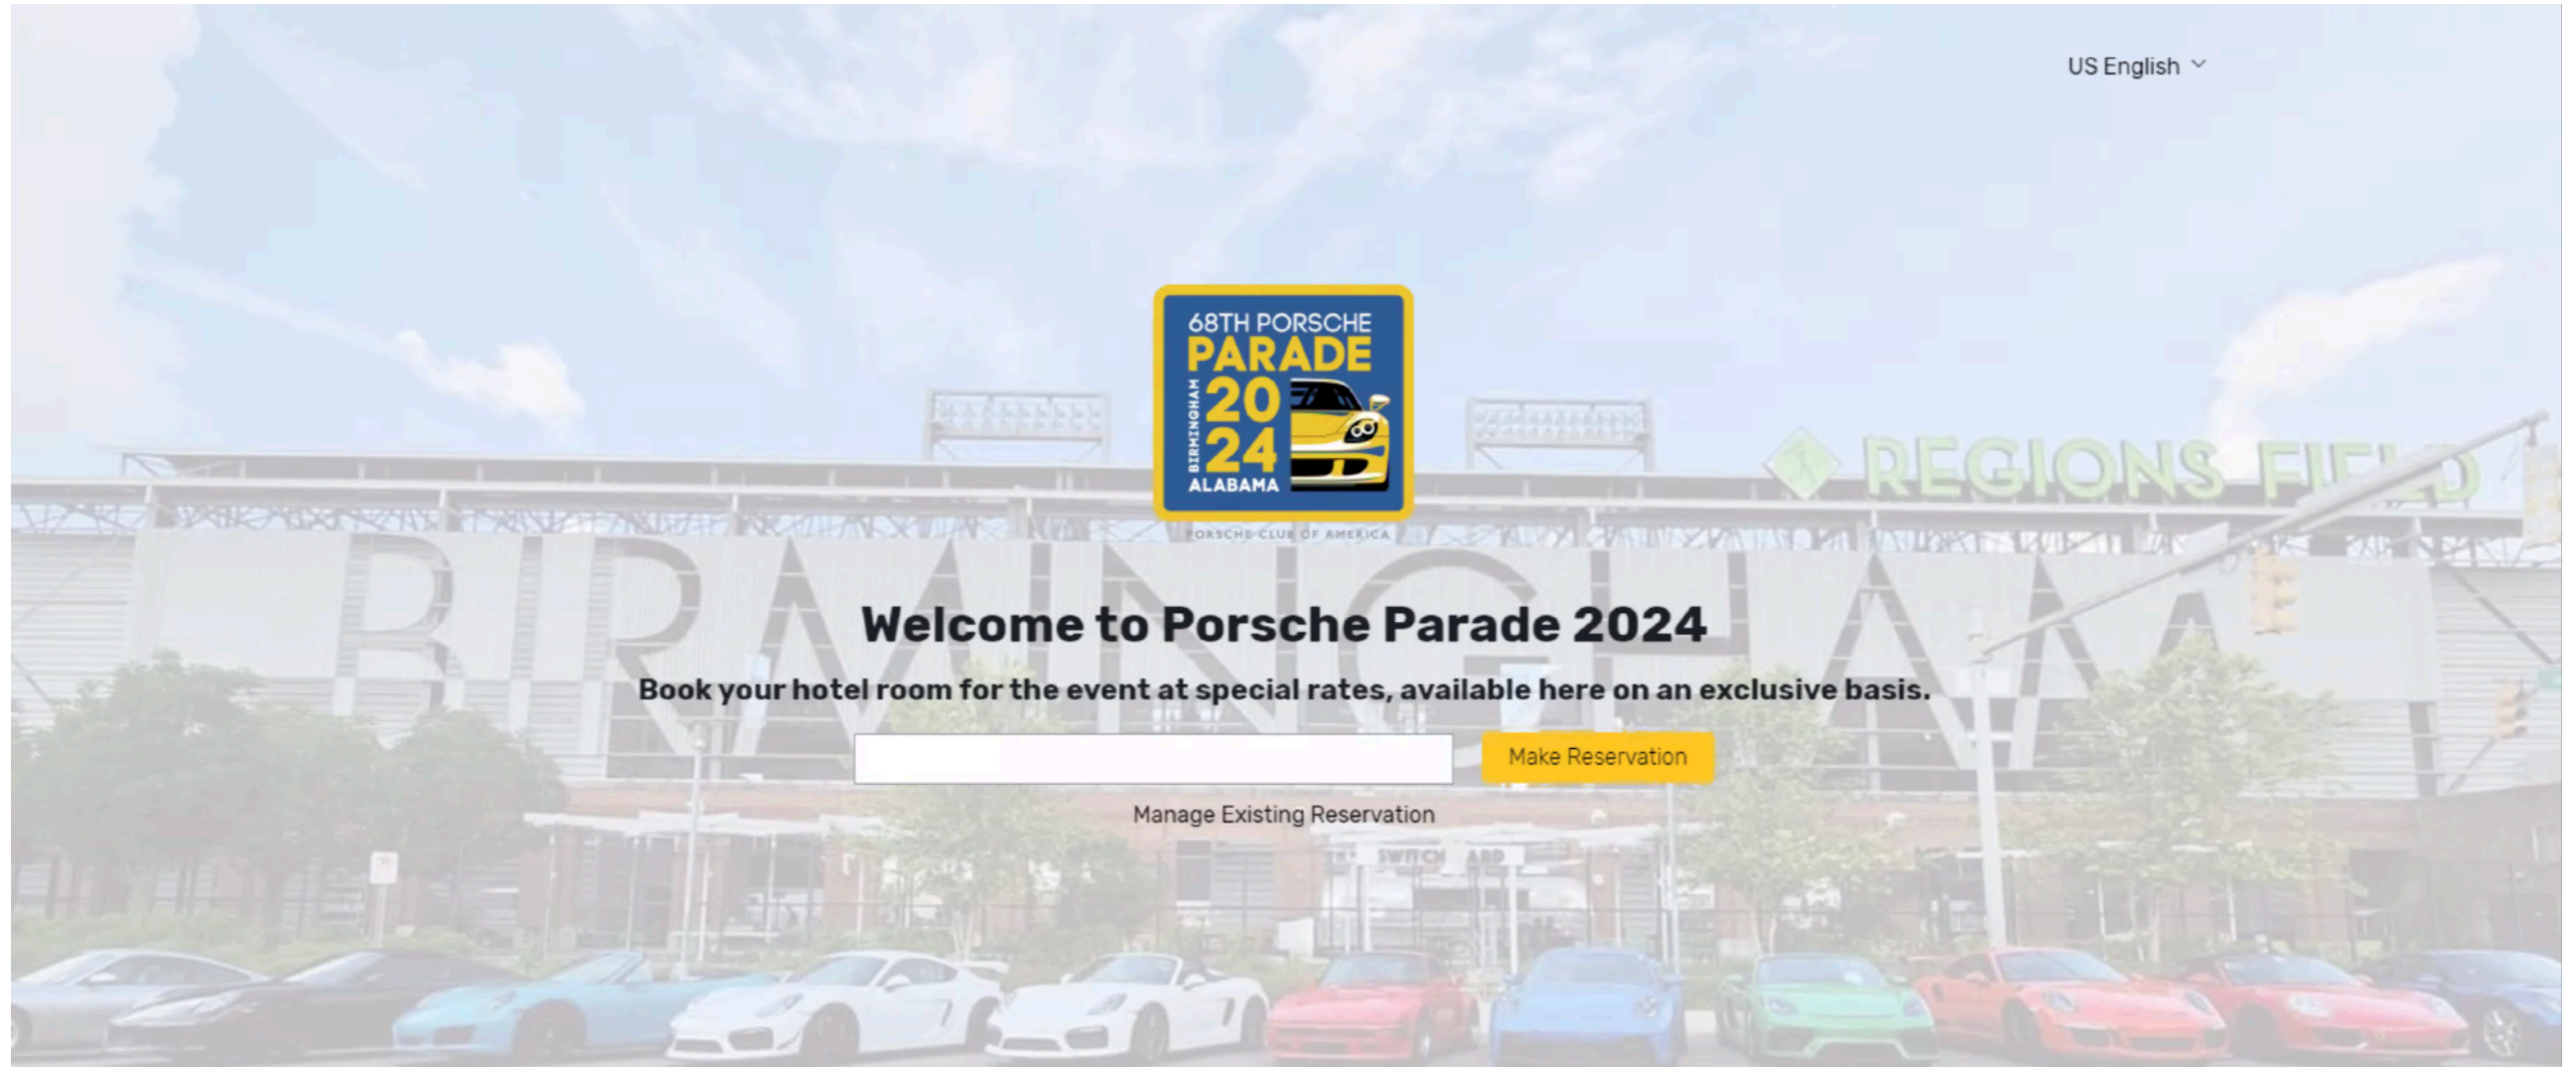 US English
68TH PORSCHE
PARADE
BIRMINGHAM
20
24
ALABAMA
REGIONS FIELD
PORSCHE CLUB OF AMERICA
BIRMINGHAM
Welcome to Porsche Parade 2024
Book your hotel room for the event at special rates, available here on an exclusive basis.
Make Reservation
Manage Existing Reservation